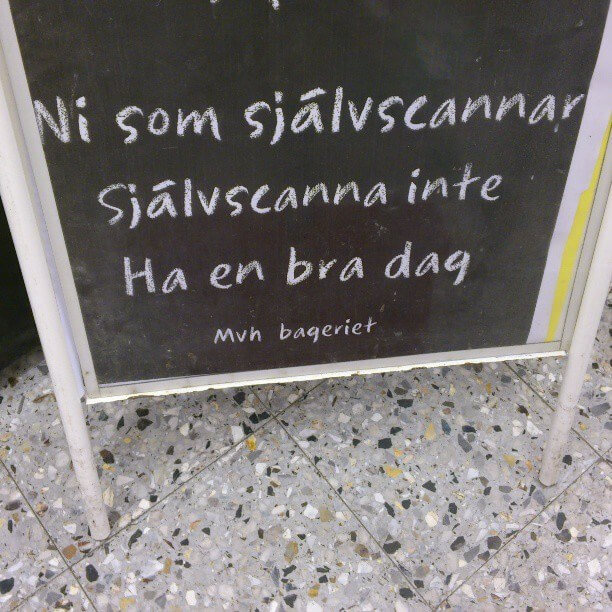 Ni som självscannar
Självscanna inte
Ha en bra dag
Mvh bageriet